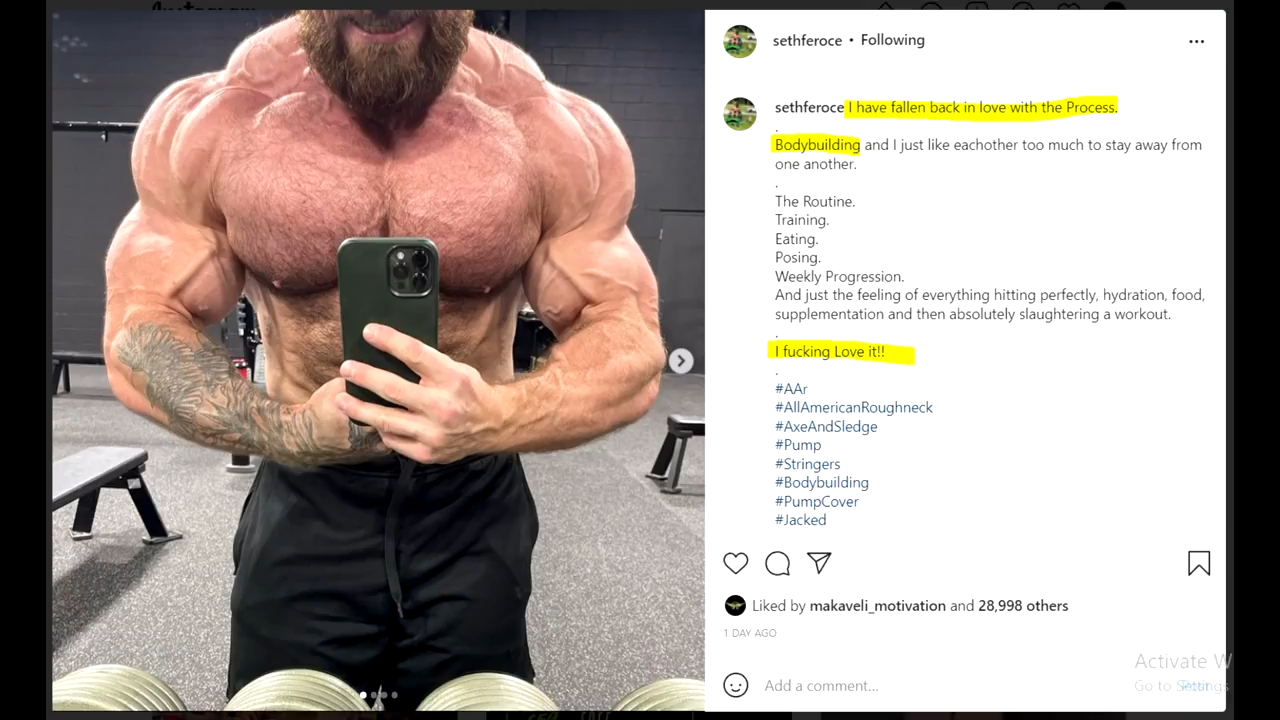 Instagram
sethferoce • Following
sethferoce I have fallen back in love with the Process.
.
Bodybuilding and I just like eachother too much to stay away from
one another.
.
The Routine.
Training.
Eating.
Posing.
Weekly Progression.
And just the feeling of everything hitting perfectly, hydration, food,
supplementation and then absolutely slaughtering a workout.
.
I fucking Love it!!
.
#AAr
#AllAmericanRoughneck
#AxeAndSledge
#Pump
#Stringers
#Bodybuilding
#PumpCover
#Jacked
Liked by makaveli_motivation and 28,998 others
1 DAY AGO
Activate W
Go to Settings
Add a comment...